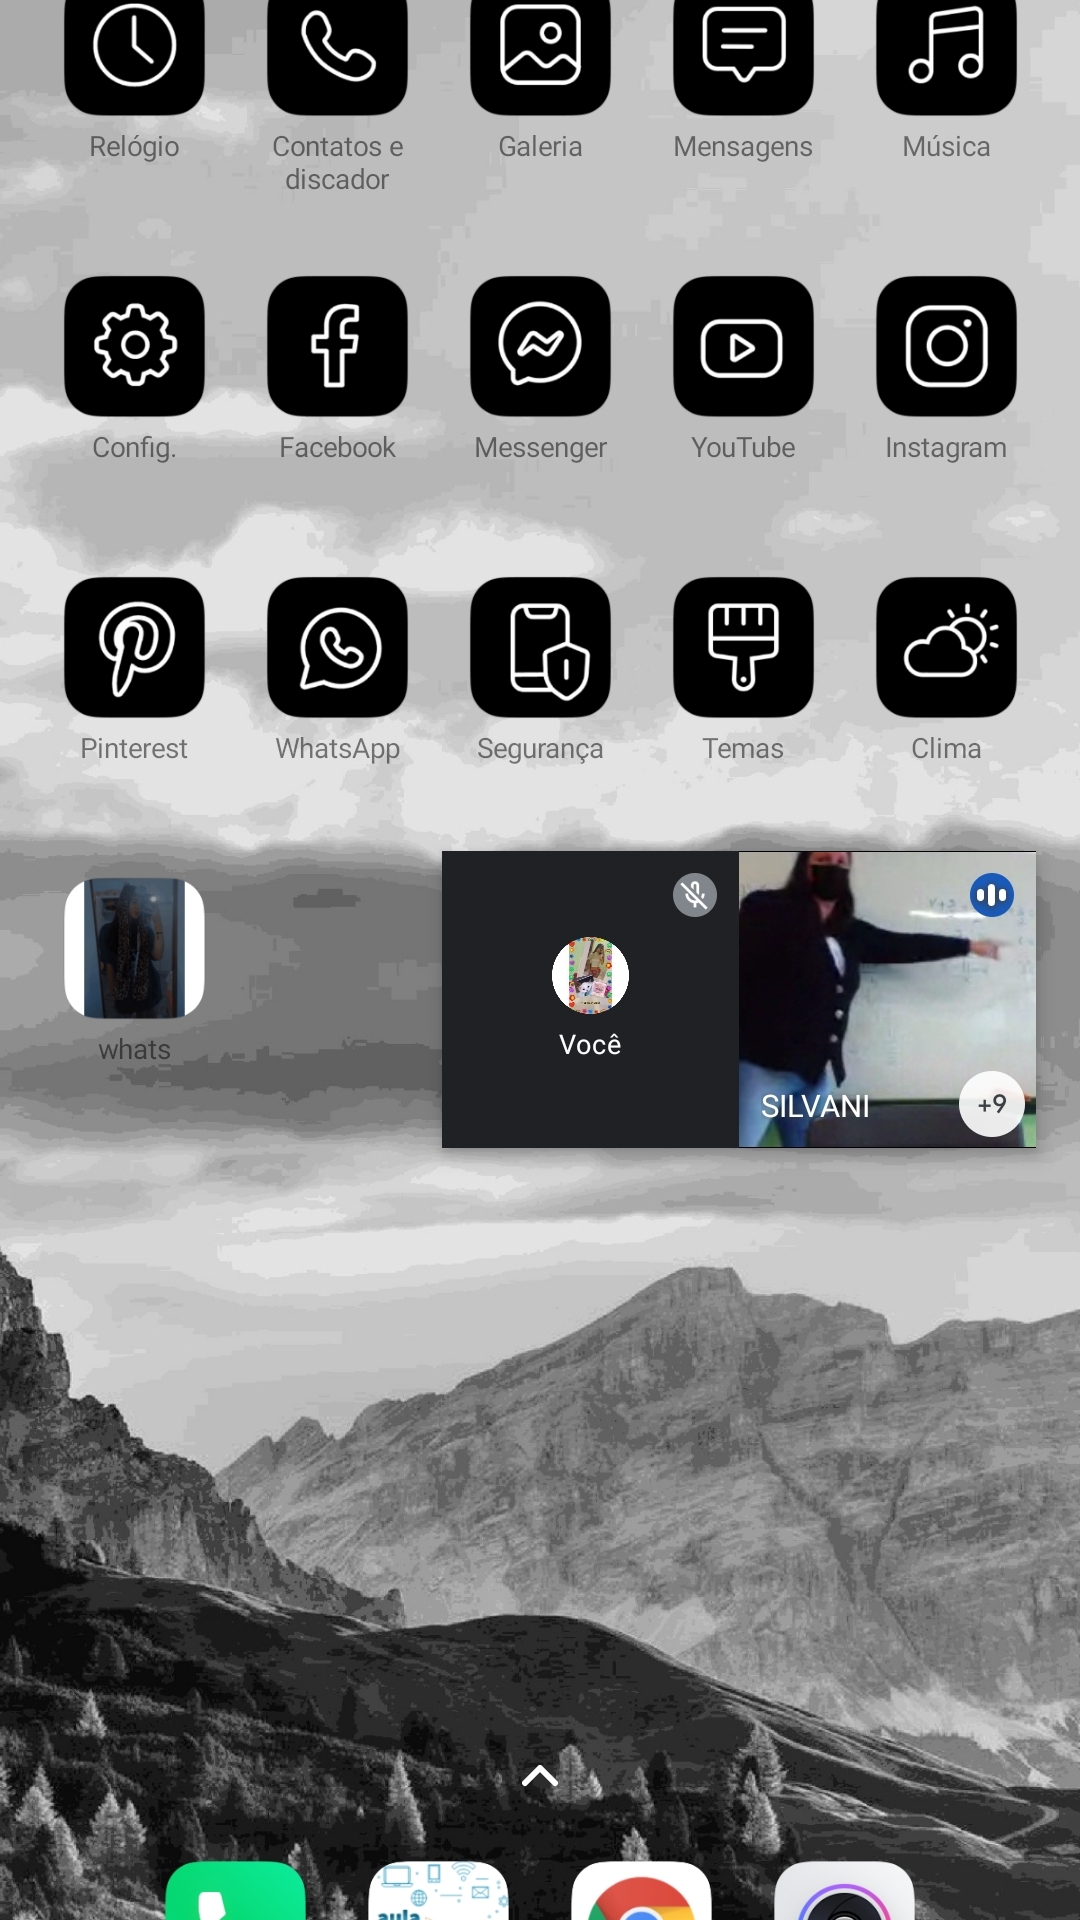 Relógio
Contatos e
discador
Galeria
Mensagens
Música
Config.
Facebook
Messenger
YouTube
Instagram
Pinterest
WhatsApp
Segurança
Temas
Clima
whats
Você
SILVANI
+9
aula